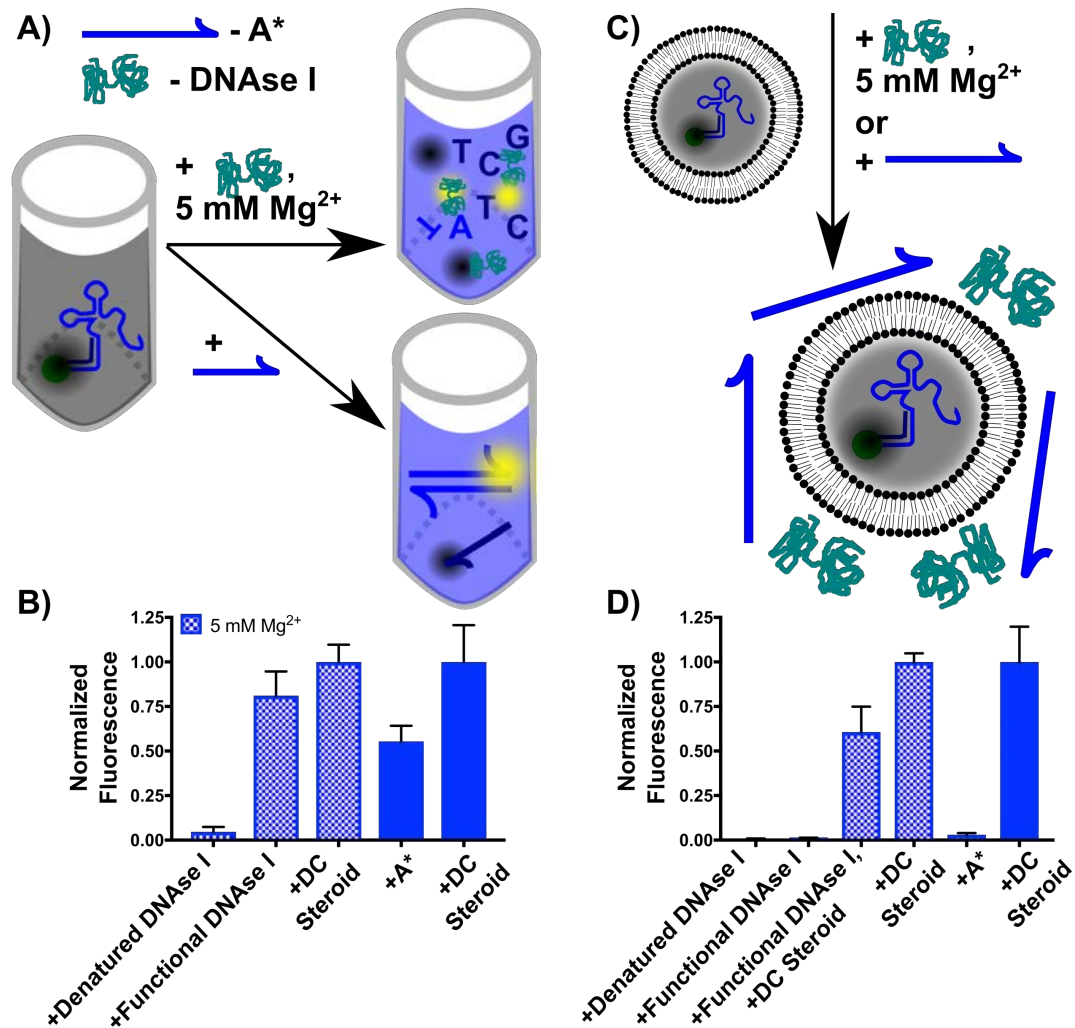 A)
- A*
- DNAse I
+ ,
5 mM Mg2+
+
T
G
C
T
A
C
C)
+ ,
5 mM Mg2+
or
+
B)
5 mM Mg2+
Normalized
Fluorescence
1.25
1.00
0.75
0.50
0.25
0.00
+Denatured DNAse I
+Functional DNAse I
+DC
Steroid
+A*
+DC
Steroid
D)
Normalized
Fluorescence
1.25
1.00
0.75
0.50
0.25
0.00
+Denatured DNAse I
+Functional DNAse I
+Functional DNAse I,
+DC Steroid
+DC
Steroid
+A*
+DC
Steroid